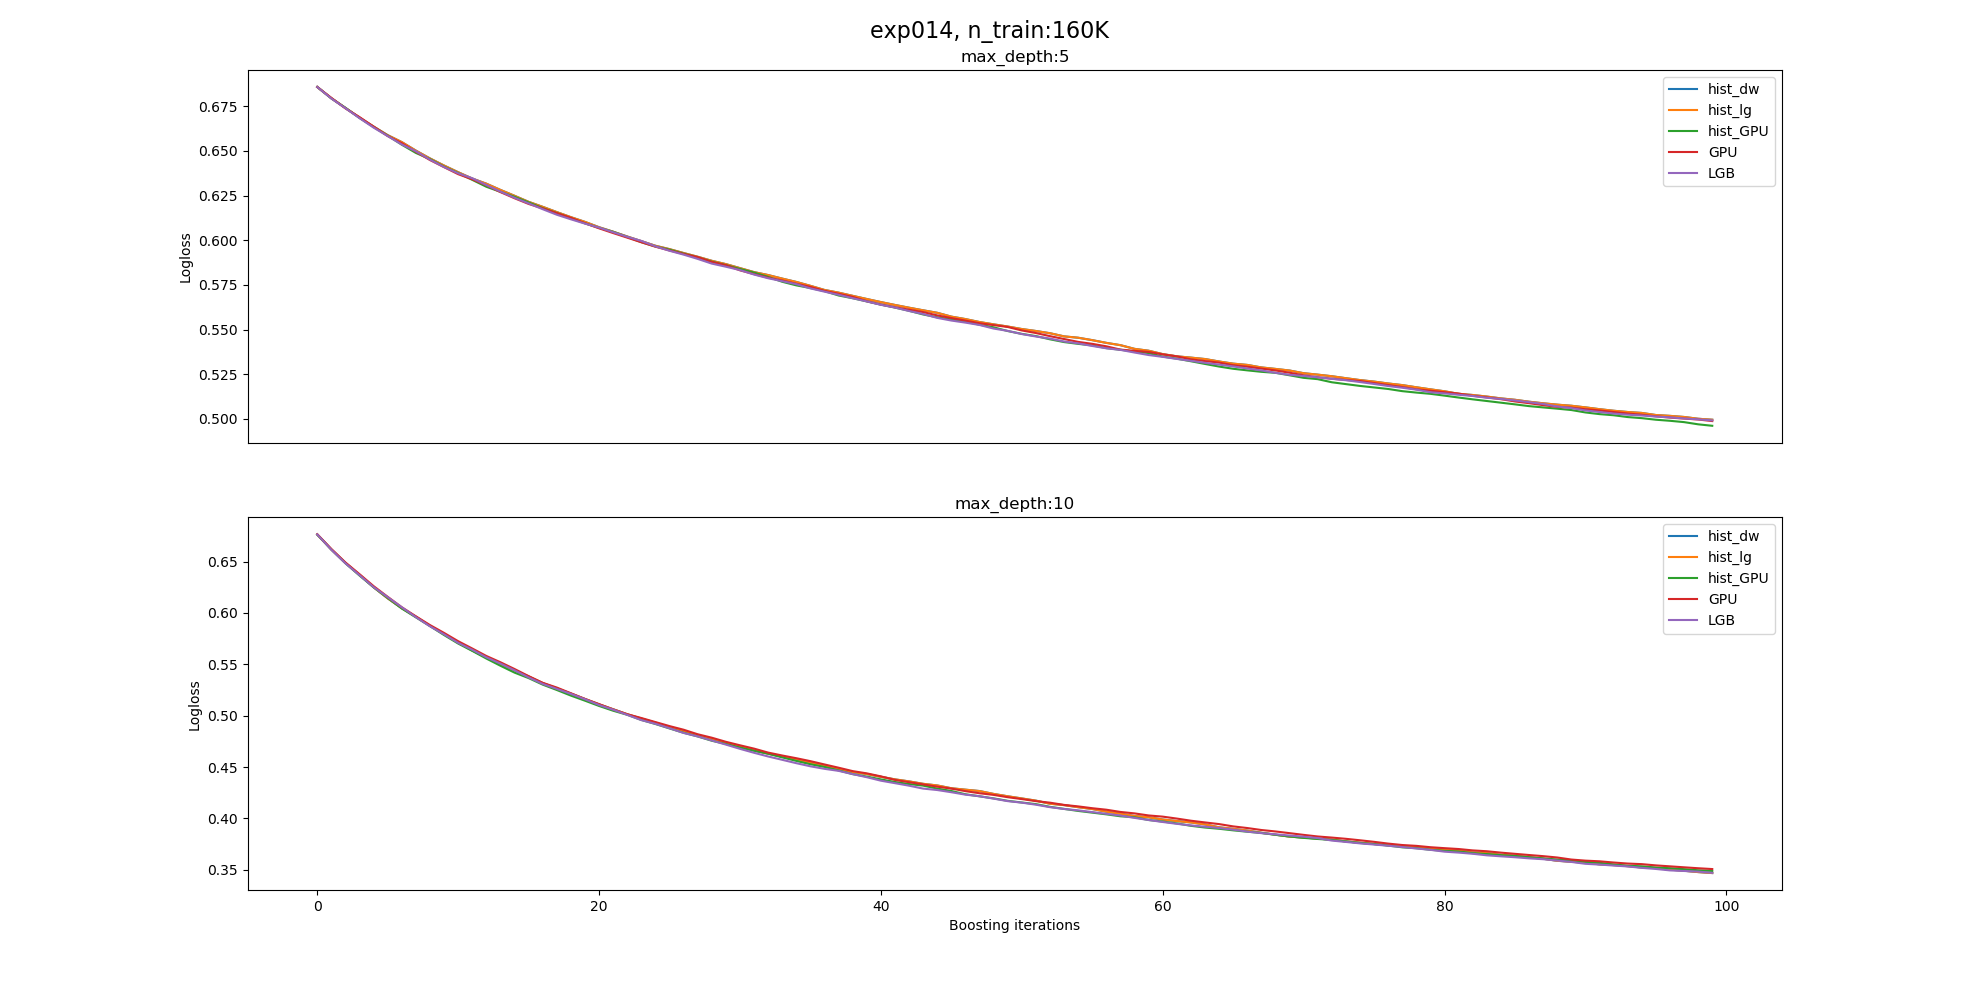 exp014, n_train:160K
max_depth:5
0.675
0.650
0.625
0.600
0.575
0.550
0.525
0.500
Logloss
hist_dw
hist_lg
hist_GPU
GPU
LGB
max_depth:10
0.65
0.60
0.55
0.50
0.45
0.40
0.35
Logloss
hist_dw
hist_lg
hist_GPU
GPU
LGB
0 20 40 60 80 100
Boosting iterations